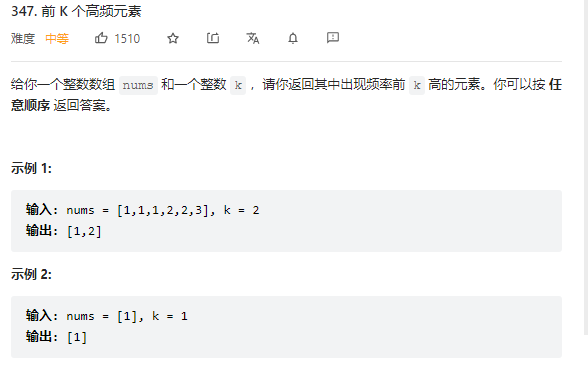 347. 前 K 个高频元素
难度 中等 1510
给你一个整数数组 nums 和一个整数 k ，请你返回其中出现频率前 k 高的元素。你可以按 任
意顺序 返回答案。
示例 1:
输入: nums = [1,1,1,2,2,3], k = 2
输出: [1,2]
示例 2:
输入: nums = [1], k = 1
输出: [1]